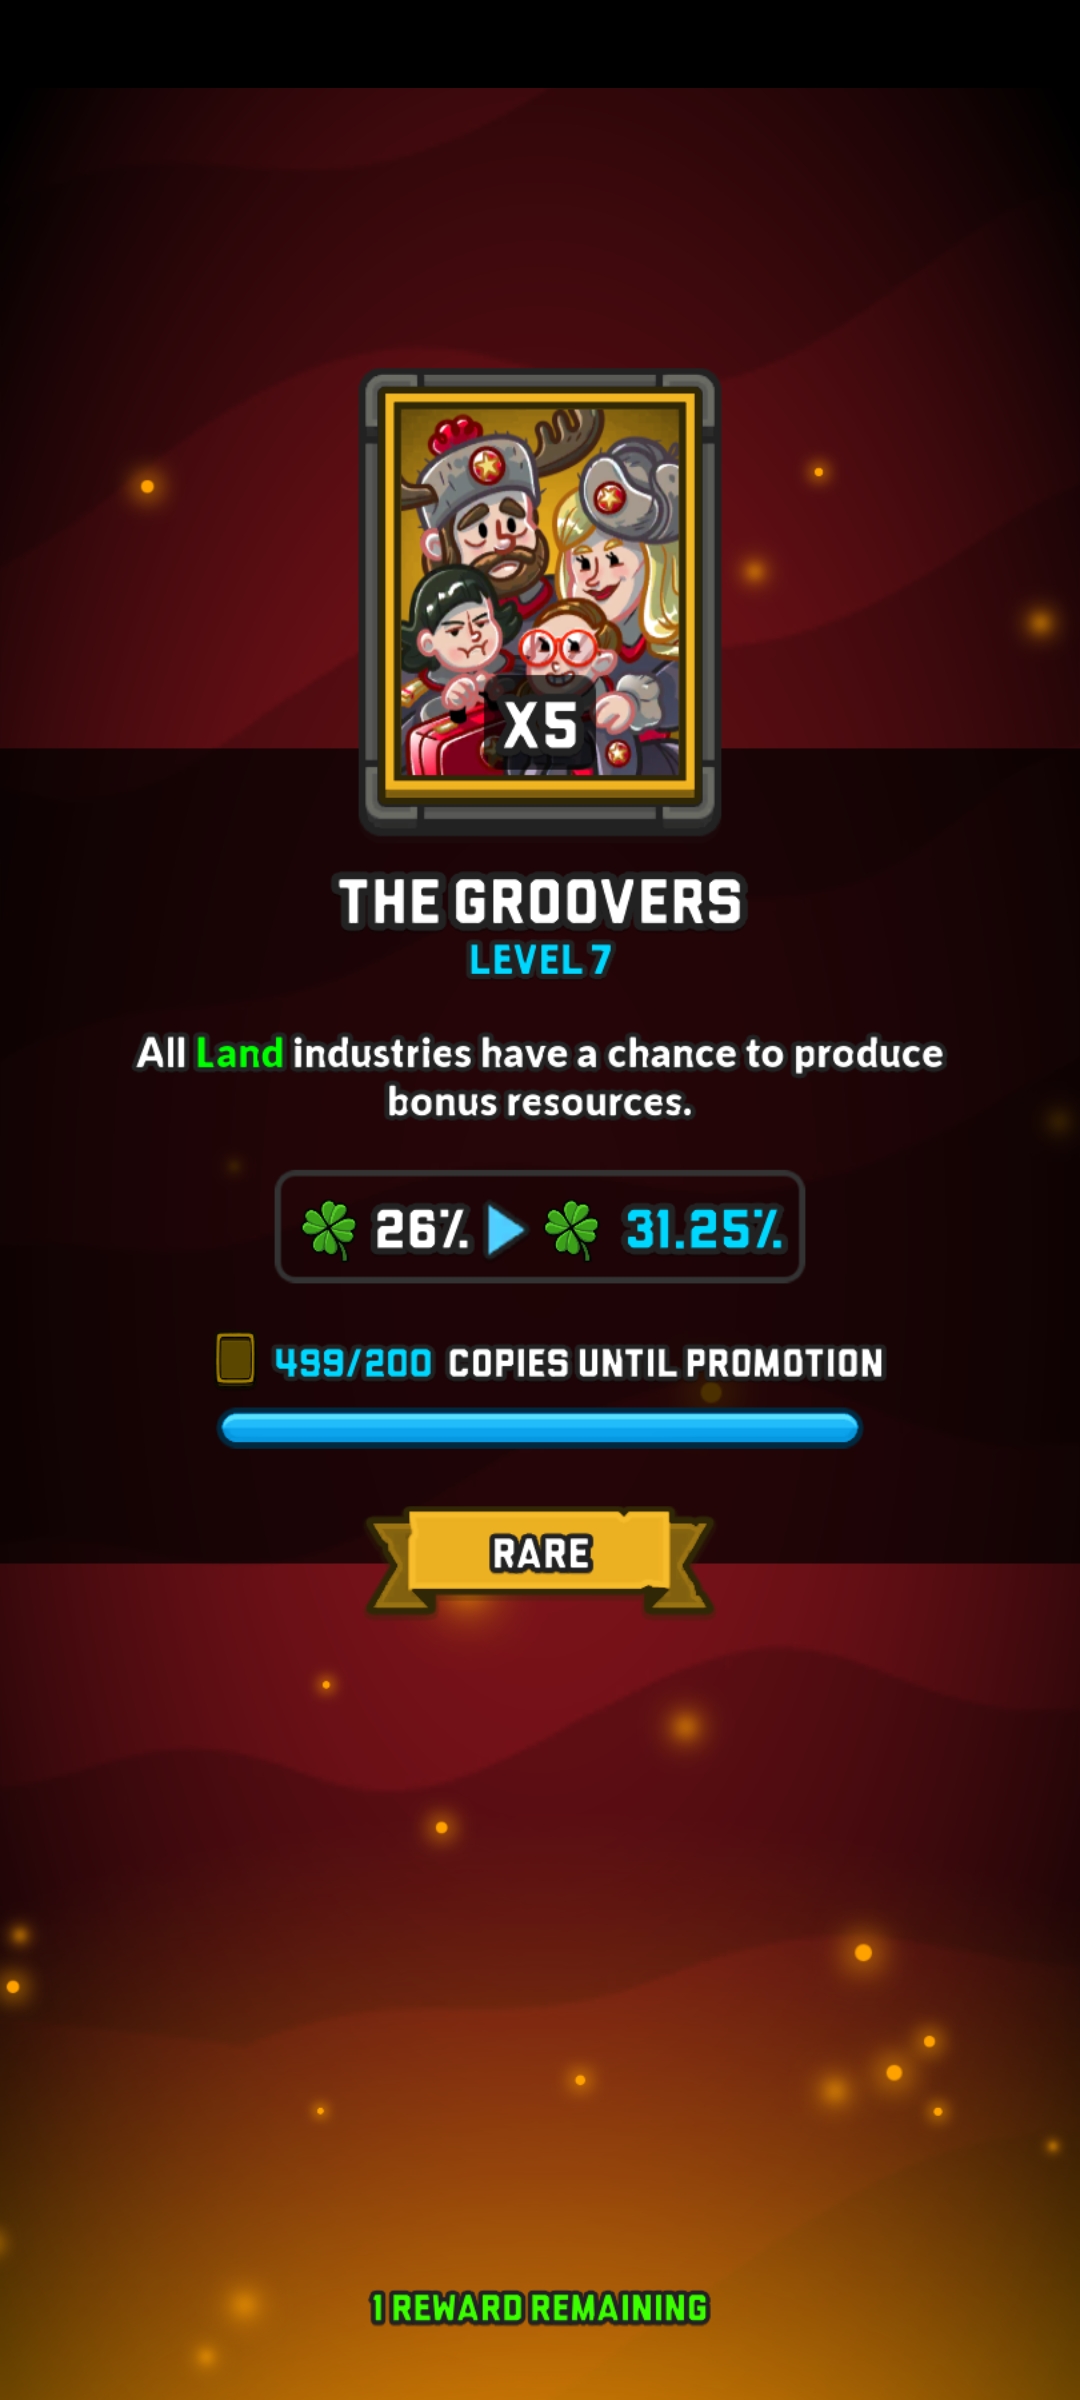 X5
THE GROOVERS
LEVEL 7
All Land industries have a chance to produce
bonus resources.
26% 31.25%
499/200 COPIES UNTIL PROMOTION
RARE
1 REWARD REMAINING